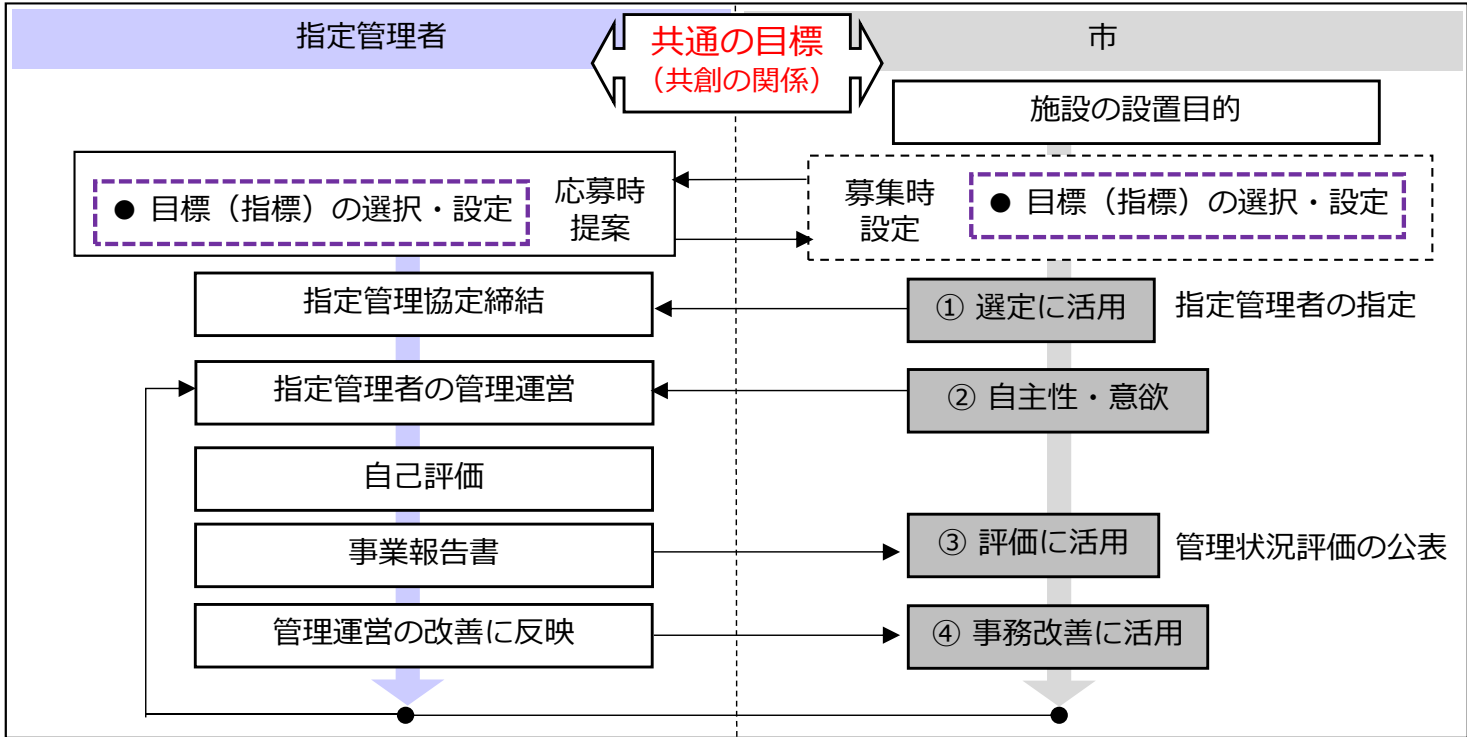 指定管理者
共通の目標
（共創の関係）
市
施設の設置目的
● 目標（指標）の選択・設定
応募時
提案
募集時
設定
● 目標（指標）の選択・設定
指定管理協定締結
① 選定に活用
指定管理者の指定
指定管理者の管理運営
② 自主性・意欲
自己評価
事業報告書
③ 評価に活用
管理状況評価の公表
管理運営の改善に反映
④ 事務改善に活用